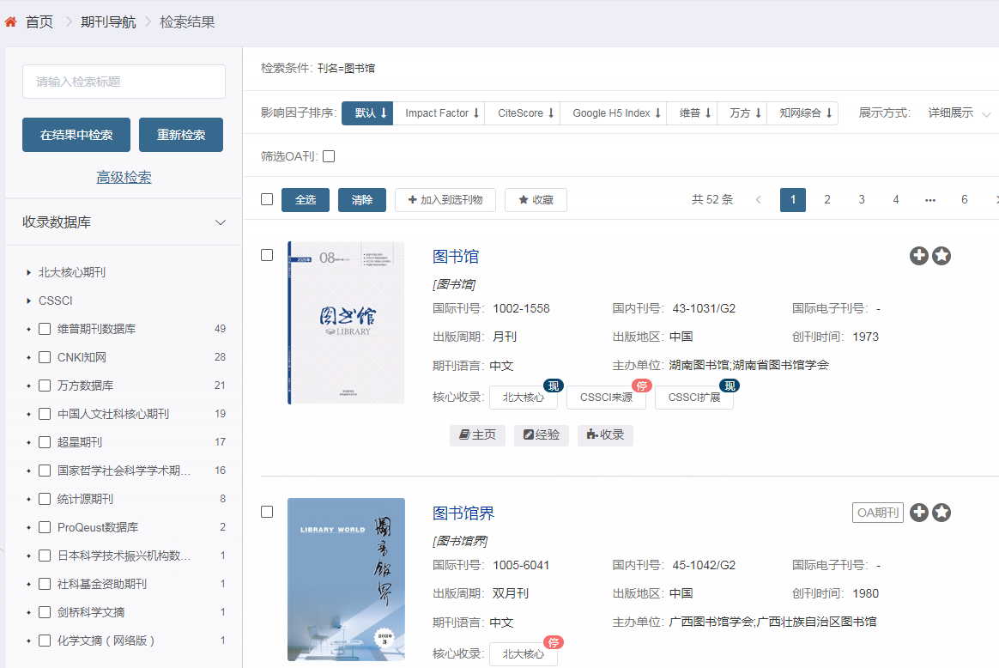 首页 期刊导航 检索结果
请输入检索标题
在结果中检索 重新检索
高级检索
收录数据库
北大核心期刊
CSSCI
维普期刊数据库 49
CNKI知网 28
万方数据库 21
中国人文社科核心期刊 19
超星期刊 17
国家哲学社会科学学术期... 16
统计源期刊 8
ProQeust数据库 2
日本科学技术振兴机构数... 1
社科基金资助期刊 1
剑桥科学文摘 1
化学文摘（网络版） 1
检索条件: 刊名=图书馆
影响因子排序: 默认 Impact Factor CiteScore Google H5 Index 维普 万方 知网综合 展示方式: 详细展示
筛选OA刊:
全选 清除 加入到选刊物 收藏 共 52 条 1 2 3 4 ... 6
2020年 08
图书馆
LIBRARY
图书馆
[图书馆]
国际刊号: 1002-1558 国内刊号: 43-1031/G2 国际电子刊号: -
出版周期: 月刊 出版地区: 中国 创刊时间: 1973
期刊语言: 中文 主办单位: 湖南图书馆;湖南省图书馆学会
核心收录: 北大核心 现 CSSCI来源 停 CSSCI扩展 现
主页 经验 收录
LIBRARY WORLD
圖書館界
2020
3
图书馆界
OA期刊
[图书馆界]
国际刊号: 1005-6041 国内刊号: 45-1042/G2 国际电子刊号: -
出版周期: 双月刊 出版地区: 中国 创刊时间: 1980
期刊语言: 中文 主办单位: 广西图书馆学会;广西壮族自治区图书馆
核心收录: 北大核心 停